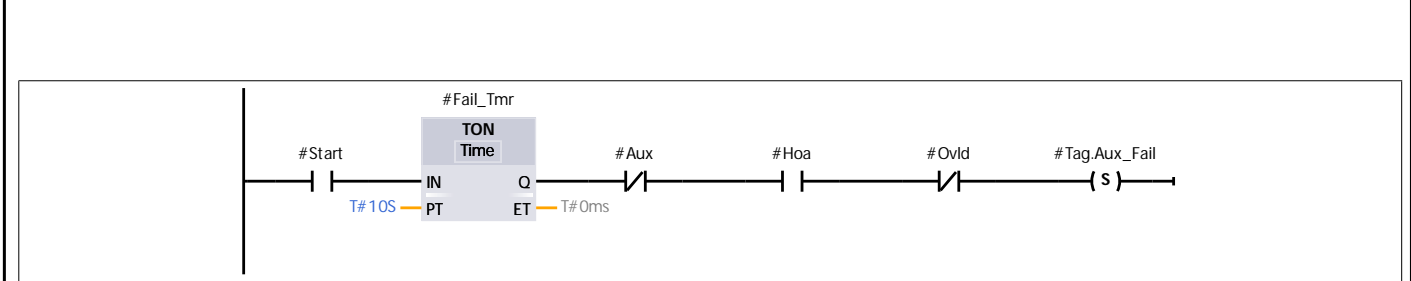 #Fail_Tmr
TON
Time
#Start
#Aux
#Hoa
#Ovld
#Tag.Aux_Fail
IN
Q
S
T#10S
PT
ET
T#0ms